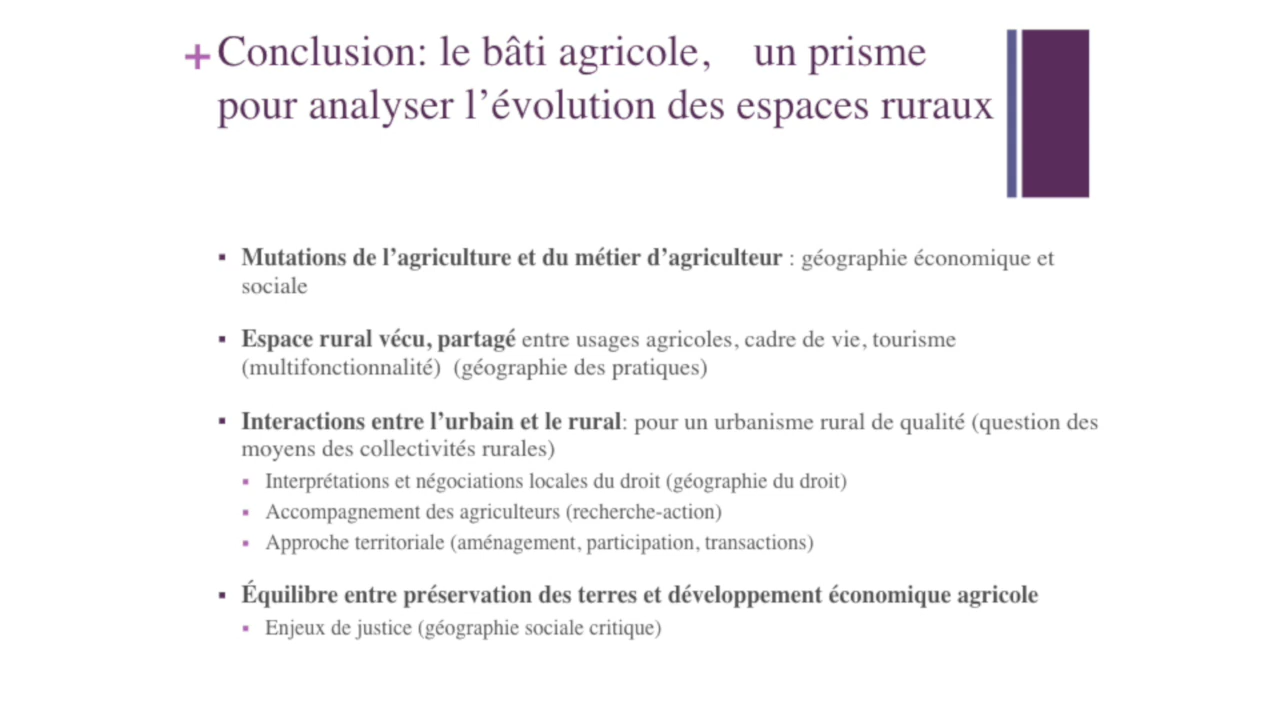 + Conclusion: le bâti agricole, un prisme
pour analyser l’évolution des espaces ruraux
▪ Mutations de l’agriculture et du métier d’agriculteur : géographie économique et
sociale
▪ Espace rural vécu, partagé entre usages agricoles, cadre de vie, tourisme
(multifonctionnalité) (géographie des pratiques)
▪ Interactions entre l’urbain et le rural: pour un urbanisme rural de qualité (question des
moyens des collectivités rurales)
▪ Interprétations et négociations locales du droit (géographie du droit)
▪ Accompagnement des agriculteurs (recherche-action)
▪ Approche territoriale (aménagement, participation, transactions)
▪ Équilibre entre préservation des terres et développement économique agricole
▪ Enjeux de justice (géographie sociale critique)